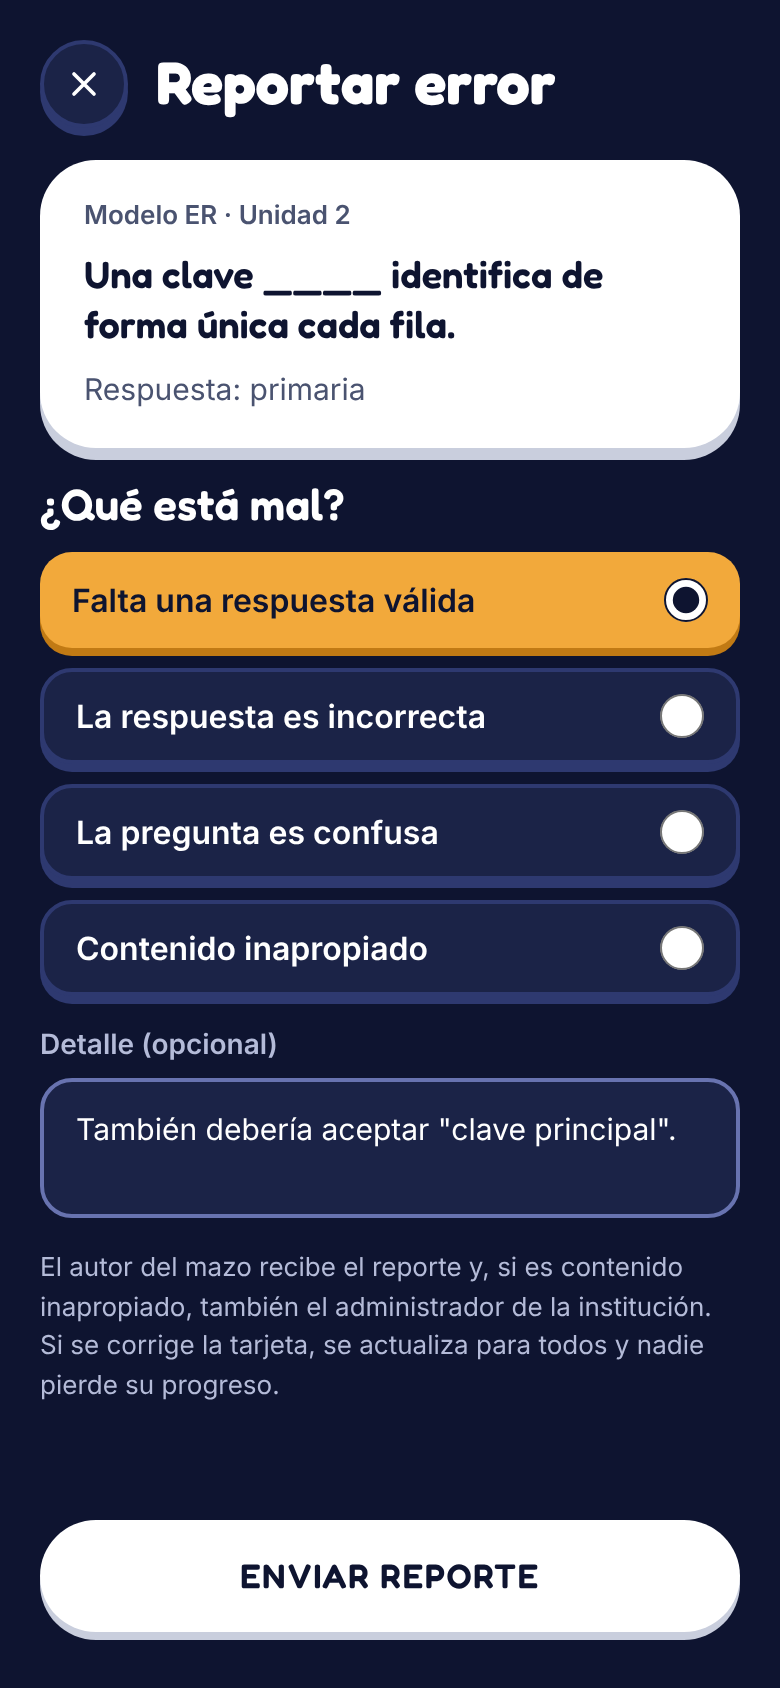 Reportar error
Modelo ER · Unidad 2
Una clave ____ identifica de
forma única cada fila.
Respuesta: primaria
¿Qué está mal?
Falta una respuesta válida
La respuesta es incorrecta
La pregunta es confusa
Contenido inapropiado
Detalle (opcional)
También debería aceptar "clave principal".
El autor del mazo recibe el reporte y, si es contenido
inapropiado, también el administrador de la institución.
Si se corrige la tarjeta, se actualiza para todos y nadie
pierde su progreso.
ENVIAR REPORTE